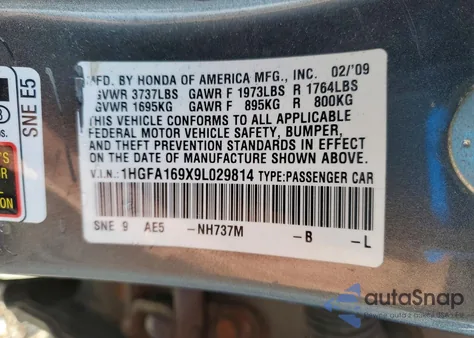 MFD. BY HONDA OF AMERICA MFG., INC. 02/'09
GVWR 3737LBS GAWR F 1973LBS R 1764LBS
GVWR 1695KG GAWR F 895KG R 800KG
THIS VEHICLE CONFORMS TO ALL APPLICABLE
FEDERAL MOTOR VEHICLE SAFETY, BUMPER,
AND THEFT PREVENTION STANDARDS IN EFFECT
ON THE DATE OF MANUFACTURE SHOWN ABOVE.
V.I.N.: 1HGFA169X9L029814 TYPE:PASSENGER CAR
SNE 9 AE5 -NH737M -B -L
SNE E5
autoSnap